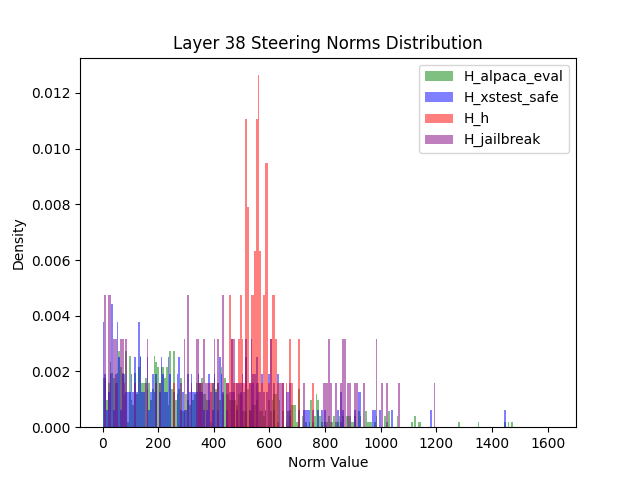 Layer 38 Steering Norms Distribution
H_alpaca_eval
H_xstest_safe
H_h
H_jailbreak
0.012
0.010
0.008
0.006
0.004
0.002
0.000
Density
0 200 400 600 800 1000 1200 1400 1600
Norm Value